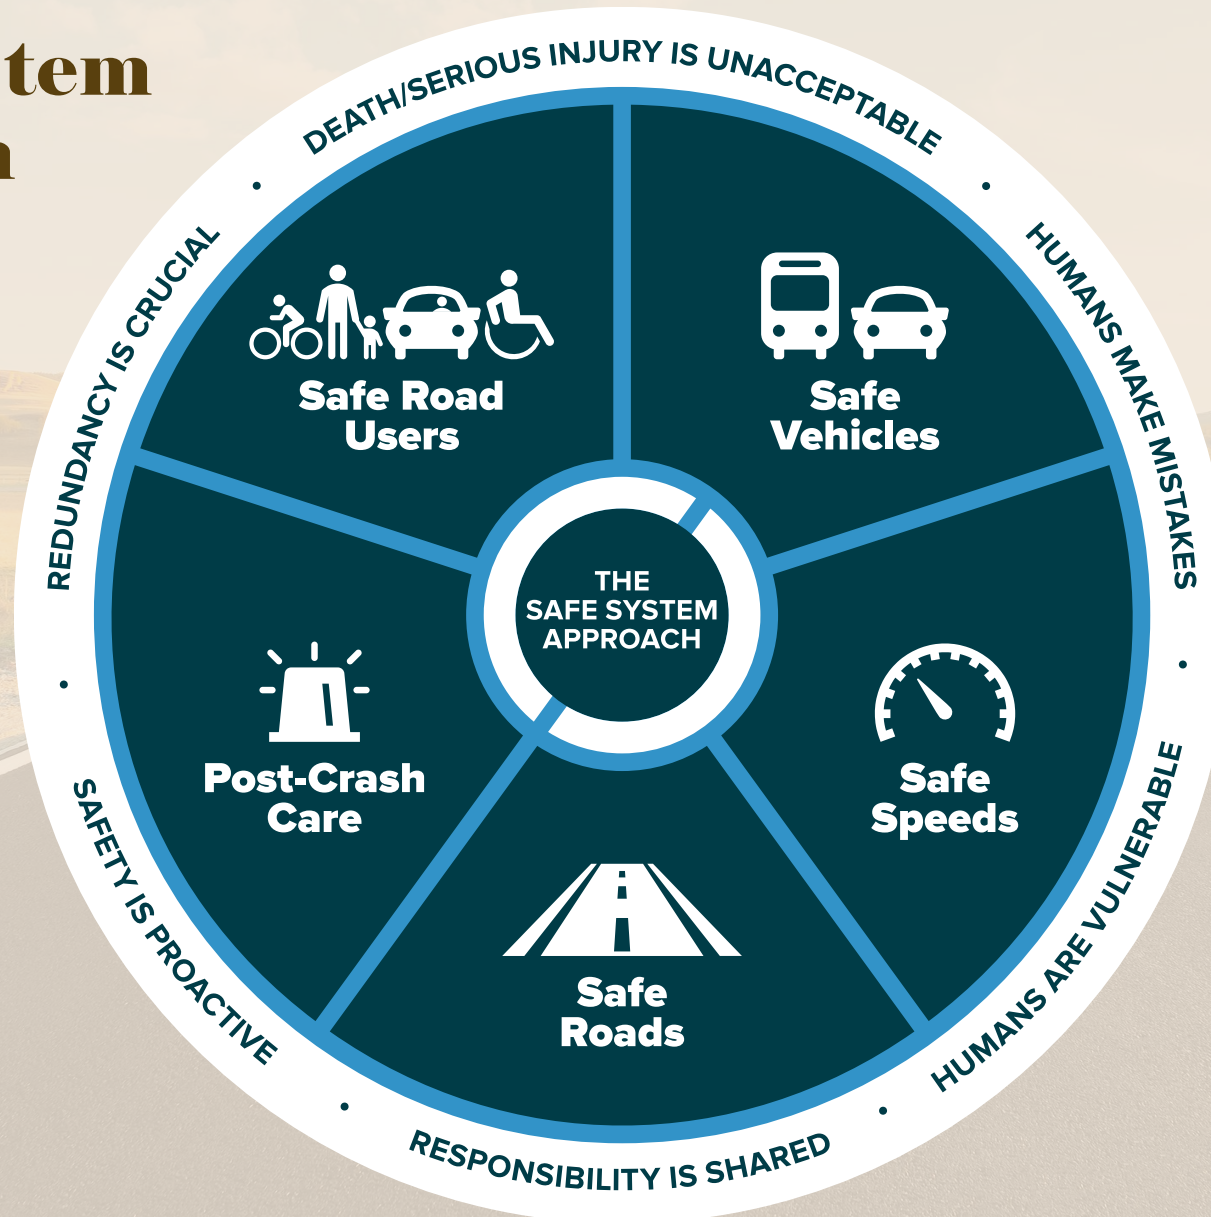 tem
DEATH/SERIOUS INJURY IS UNACCEPTABLE
HUMANS MAKE MISTAKES
HUMANS ARE VULNERABLE
RESPONSIBILITY IS SHARED
SAFETY IS PROACTIVE
REDUNDANCY IS CRUCIAL
Safe Road
Users
Safe
Vehicles
THE
SAFE SYSTEM
APPROACH
Safe
Speeds
Safe
Roads
Post-Crash
Care